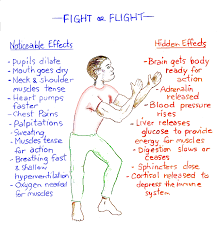 FIGHT OR FLIGHT
Noticeable Effects
- Pupils dilate
- Mouth goes dry
- Neck & shoulder
muscles tense
- Heart pumps
faster
- Chest Pains
- Palpitations
- Sweating
- Muscles tense
for action
- Breathing fast
& shallow
hyperventilation
- Oxygen needed
for muscles
Hidden Effects
- Brain gets body
ready for action
- Adrenalin
released
- Blood pressure
rises
- Liver releases
glucose to provide
energy for muscles
- Digestion slows or
ceases
- Sphincters close
- Cortisol released to
depress the immune
system